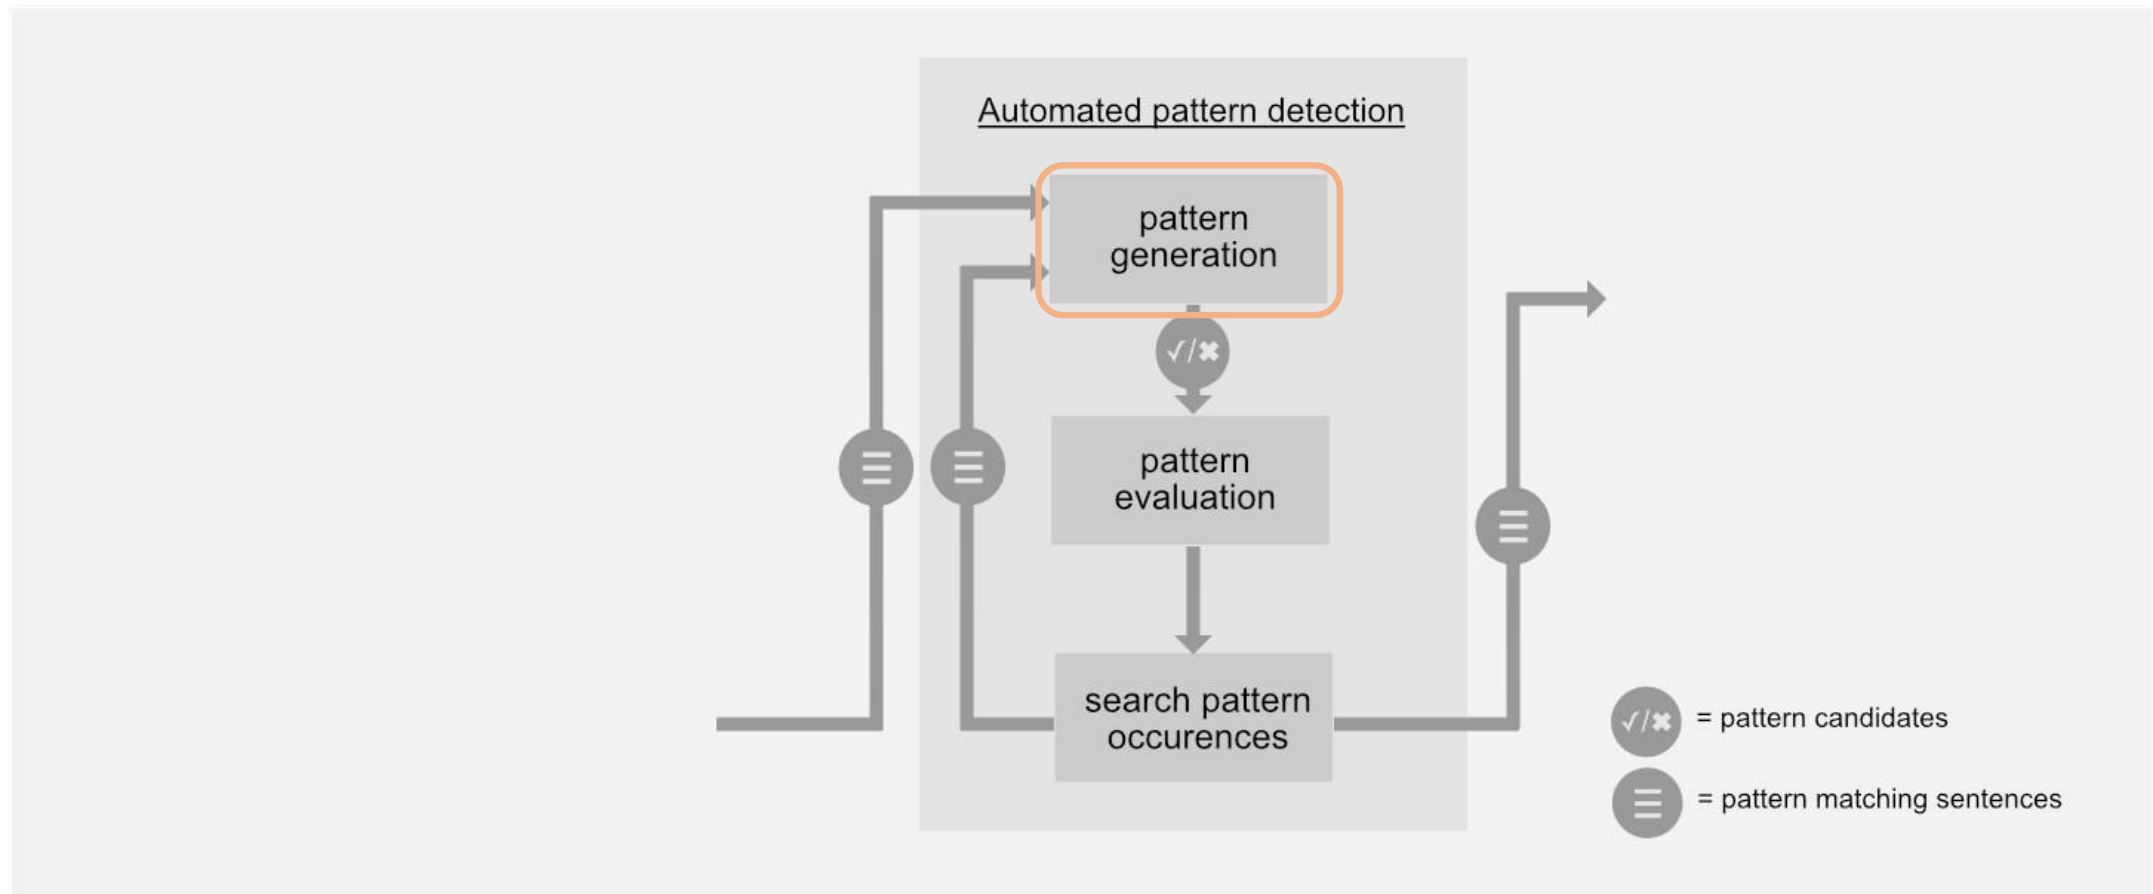 Automated pattern detection
pattern
generation
√/✖
pattern
evaluation
search pattern
occurences
√/✖ = pattern candidates
= pattern matching sentences